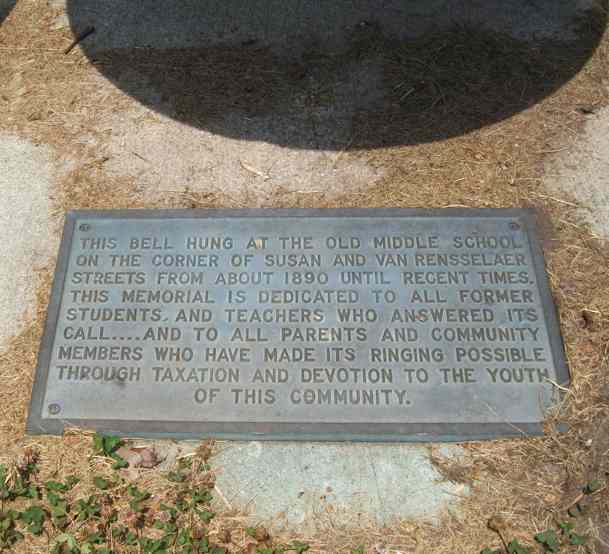 THIS BELL HUNG AT THE OLD MIDDLE SCHOOL
ON THE CORNER OF SUSAN AND VAN RENSSELAER
STREETS FROM ABOUT 1890 UNTIL RECENT TIMES.
THIS MEMORIAL IS DEDICATED TO ALL FORMER
STUDENTS, AND TEACHERS WHO ANSWERED ITS
CALL....AND TO ALL PARENTS AND COMMUNITY
MEMBERS WHO HAVE MADE ITS RINGING POSSIBLE
THROUGH TAXATION AND DEVOTION TO THE YOUTH
OF THIS COMMUNITY.